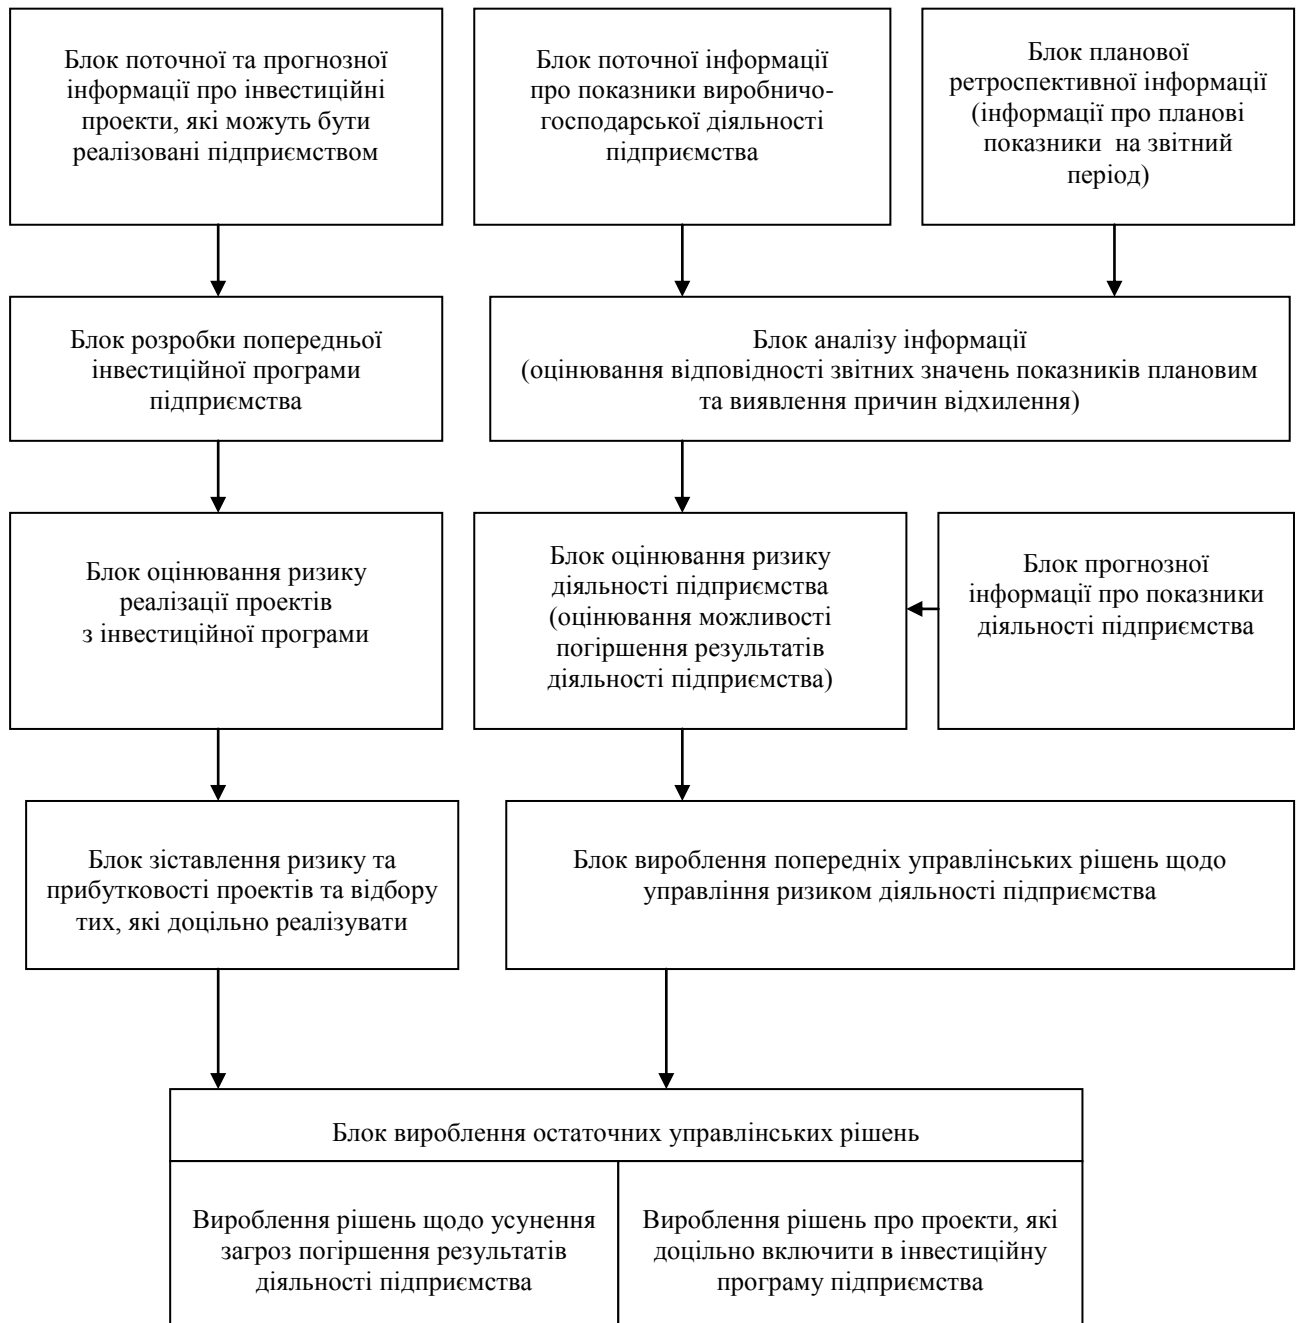 Блок поточної та прогнозної
інформації про інвестиційні
проекти, які можуть бути
реалізовані підприємством
Блок поточної інформації
про показники виробничо-
господарської діяльності
підприємства
Блок планової
ретроспективної інформації
(інформації про планові
показники на звітний
період)
Блок розробки попередньої
інвестиційної програми
підприємства
Блок аналізу інформації
(оцінювання відповідності звітних значень показників плановим
та виявлення причин відхилення)
Блок оцінювання ризику
реалізації проектів
з інвестиційної програми
Блок оцінювання ризику
діяльності підприємства
(оцінювання можливості
погіршення результатів
діяльності підприємства)
Блок прогнозної
інформації про показники
діяльності підприємства
Блок зіставлення ризику та
прибутковості проектів та відбору
тих, які доцільно реалізувати
Блок вироблення попередніх управлінських рішень щодо
управління ризиком діяльності підприємства
Блок вироблення остаточних управлінських рішень
Вироблення рішень щодо усунення
загроз погіршення результатів
діяльності підприємства
Вироблення рішень про проекти, які
доцільно включити в інвестиційну
програму підприємства